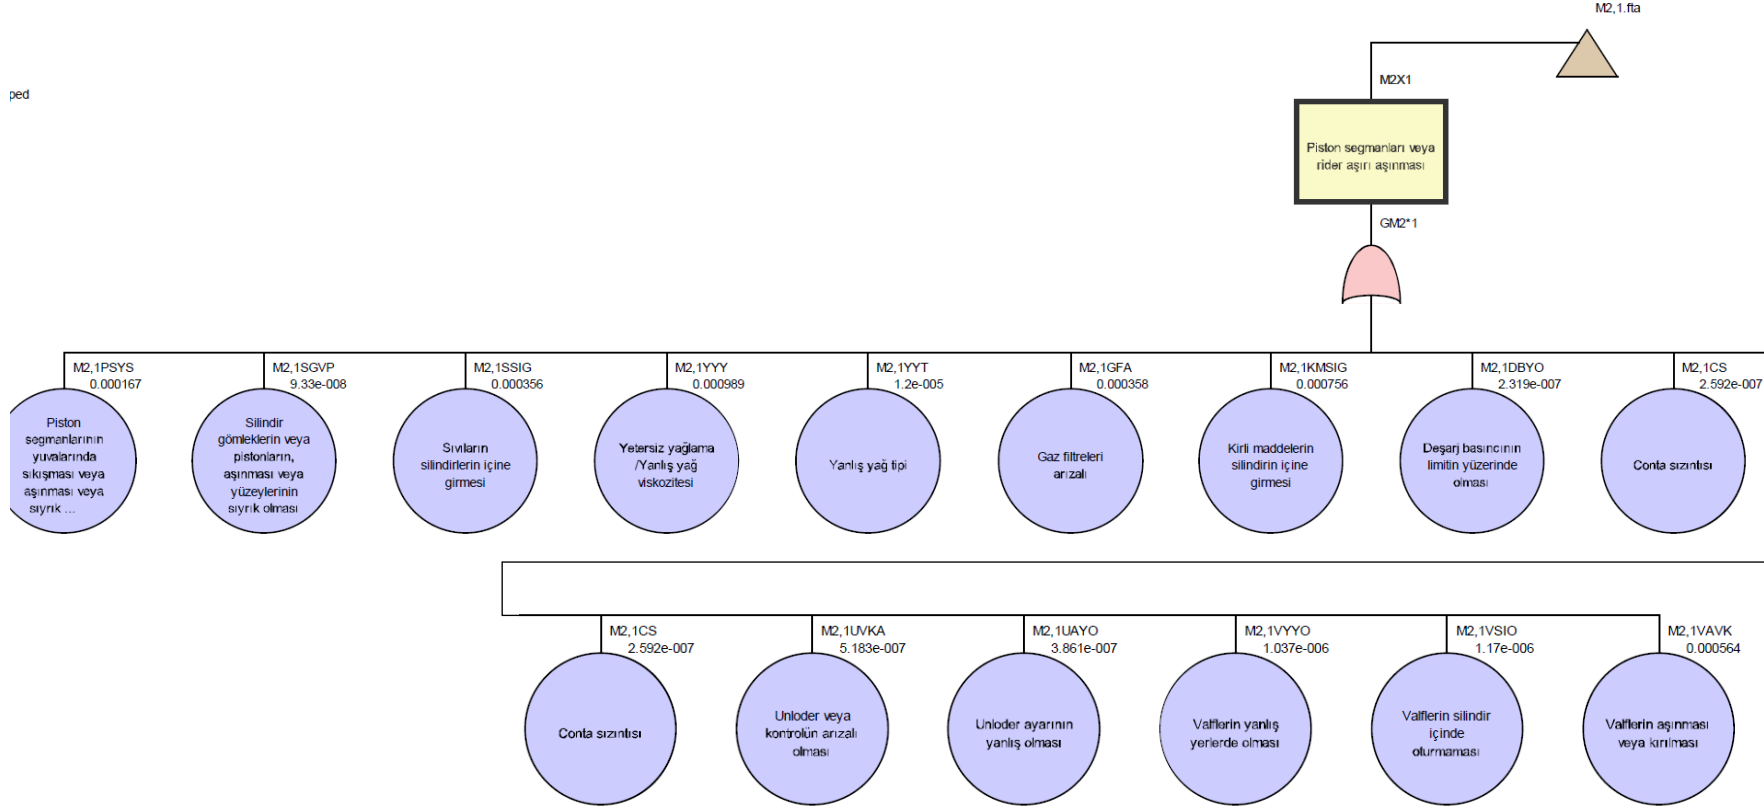 M2,1.fta
ped
M2X1
Piston segmanları veya
rider aşırı aşınması
GM2*1
M2,1PSYS
0.000167
Piston
segmanlarının
yuvalarında
sıkışması veya
aşınması veya
sıyrık ...
M2,1SGVP
9.33e-008
Silindir
gömleklerin veya
pistonların,
aşınması veya
yüzeylerinin
sıyrık olması
M2,1SSIG
0.000356
Sıvıların
silindirlerin içine
girmesi
M2,1YYY
0.000989
Yetersiz yağlama
/Yanlış yağ
viskozitesi
M2,1YYT
1.2e-005
Yanlış yağ tipi
M2,1GFA
0.000358
Gaz filtreleri
arızalı
M2,1KMSIG
0.000756
Kirli maddelerin
silindirin içine
girmesi
M2,1DBYO
2.319e-007
Deşarj basıncının
limitin yüzerinde
olması
M2,1CS
2.592e-007
Conta sızıntısı
M2,1CS
2.592e-007
Conta sızıntısı
M2,1UVKA
5.183e-007
Unloder veya
kontrolün arızalı
olması
M2,1UAYO
3.861e-007
Unloder ayarının
yanlış olması
M2,1VYYO
1.037e-006
Valflerin yanlış
yerlerde olması
M2,1VSIO
1.17e-006
Valflerin silindir
içinde
oturmaması
M2,1VAVK
0.000564
Valflerin aşınması
veya kırılması